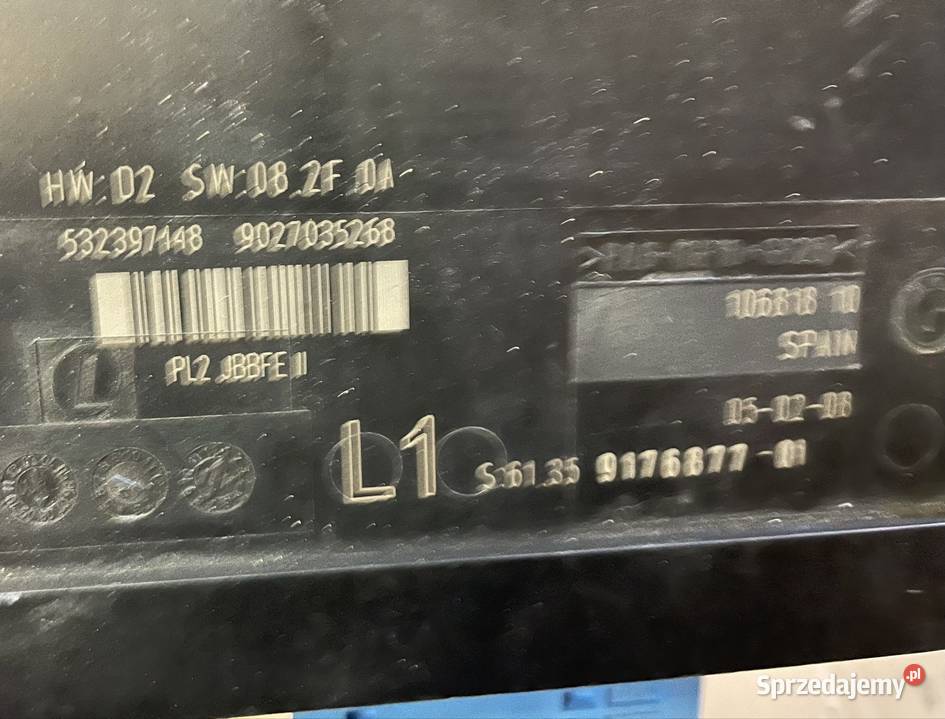 HW:02 SW:08.2F.0A
532397148 9027035268
PL2 JBBFE II
106818 10
SPAIN
05-02-08
L1
S:61.35 9176877-01
Sprzedajemy.pl